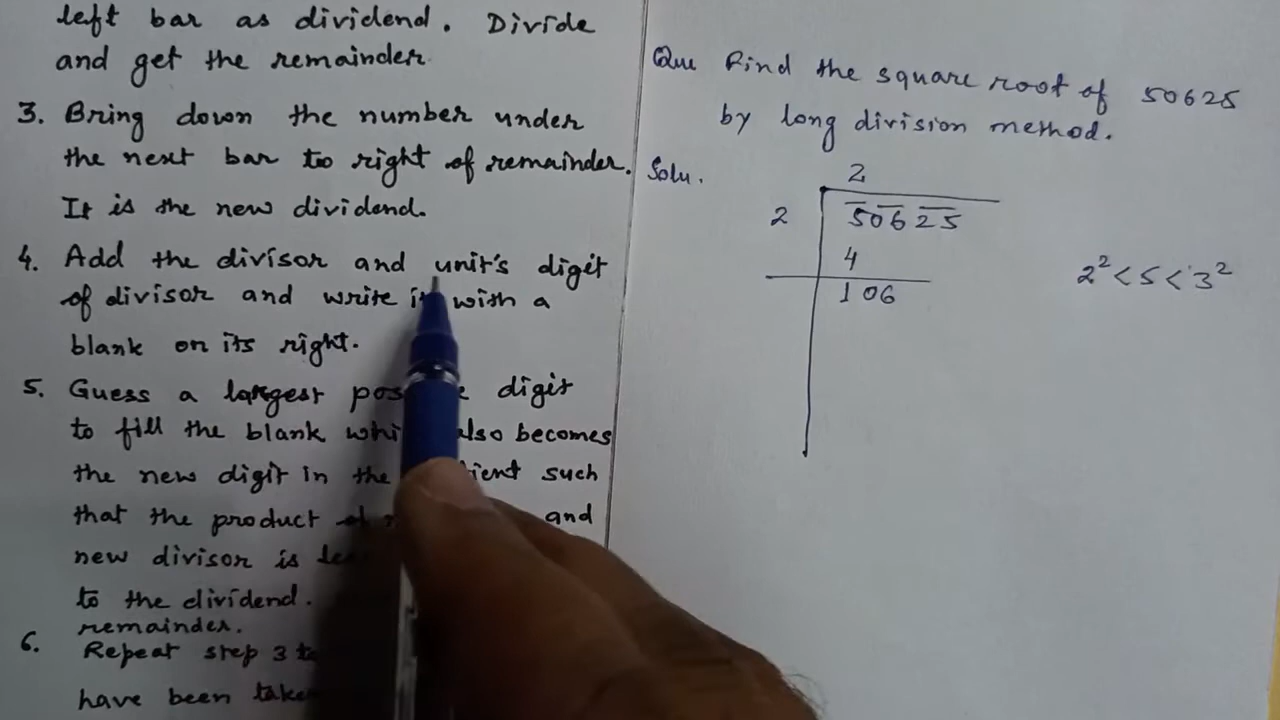 left bar as dividend. Divide
and get the remainder
3. Bring down the number under
the next bar to right of remainder.
It is the new dividend.
4. Add the divisor and unit's digit
of divisor and write it with a
blank on its right.
5. Guess a largest digit
to fill the blank also becomes
the new digit in the such
that the product and
new divisor is
to the dividend.
remainder.
6. Repeat step 3
have been taken
Que Find the square root of 50625
by long division method.
Solu.
2
2 50625
4
106
2² < 5 < 3²